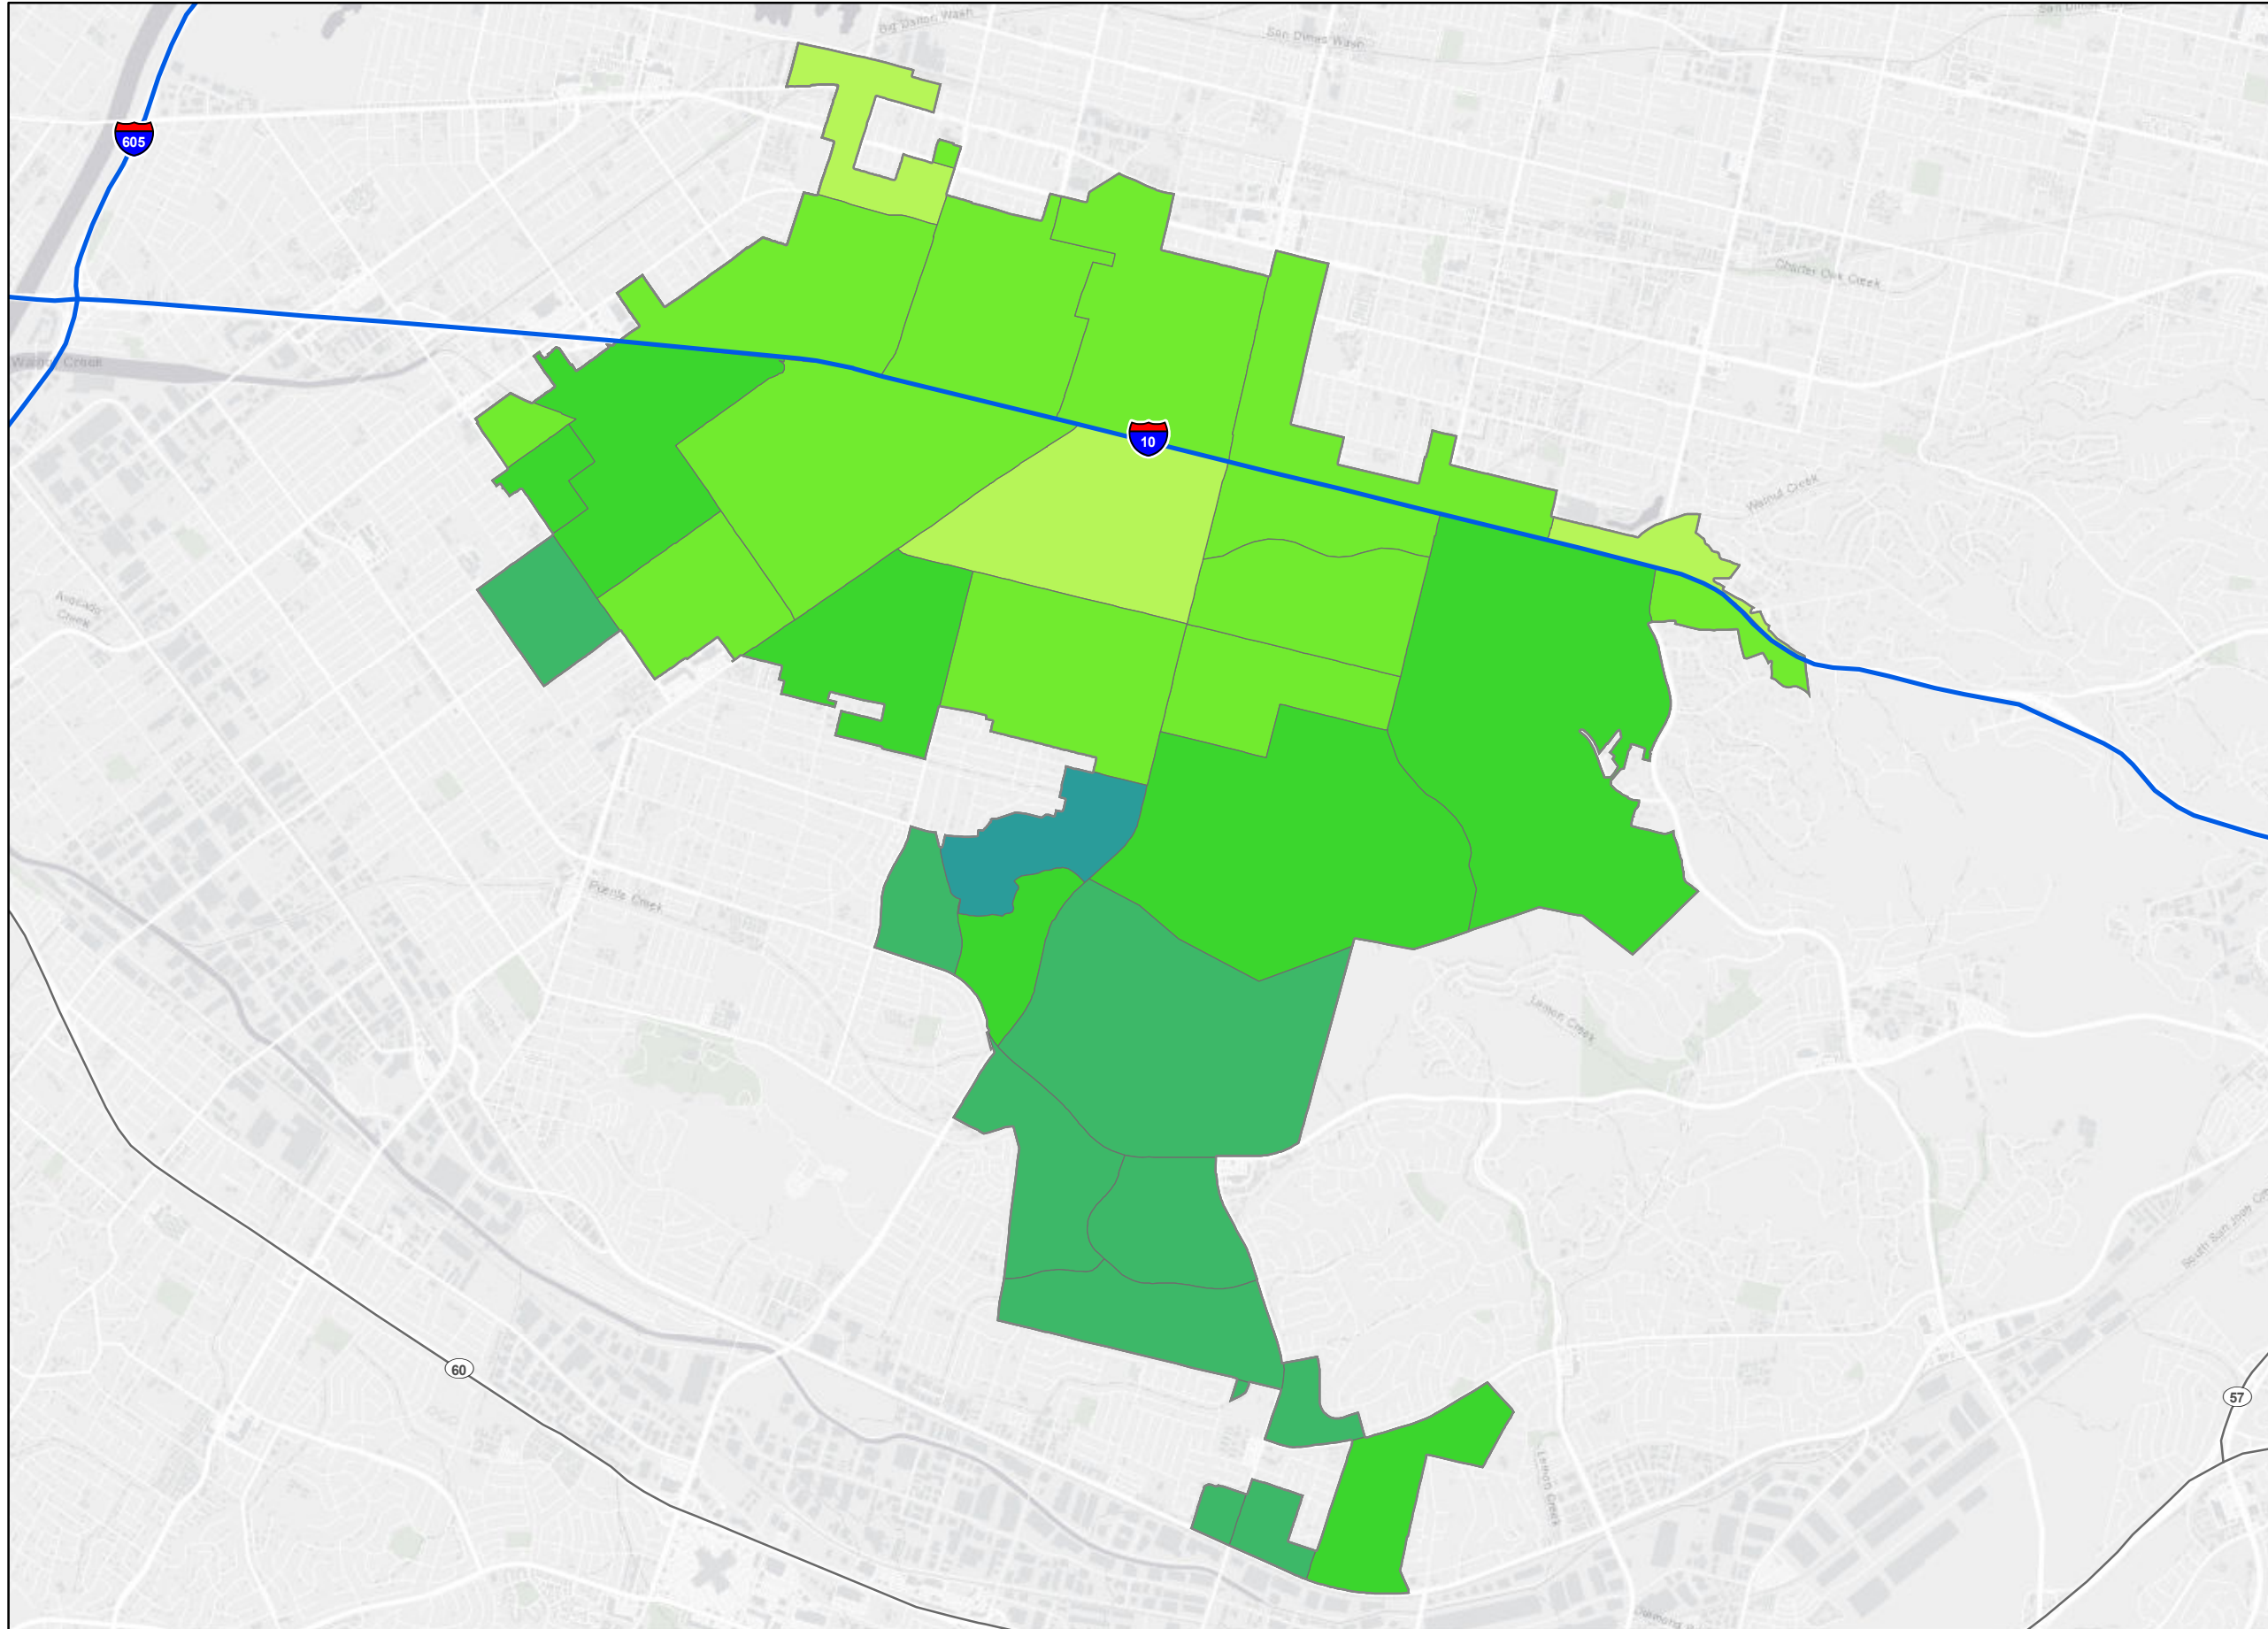 Big Dalton Wash
San Dimas Wash
605
Charter Oak Creek
Walnut Creek
10
Walnut Creek
Avocado
Creek
Puente Creek
Lemon Creek
60
57
Lemon Creek